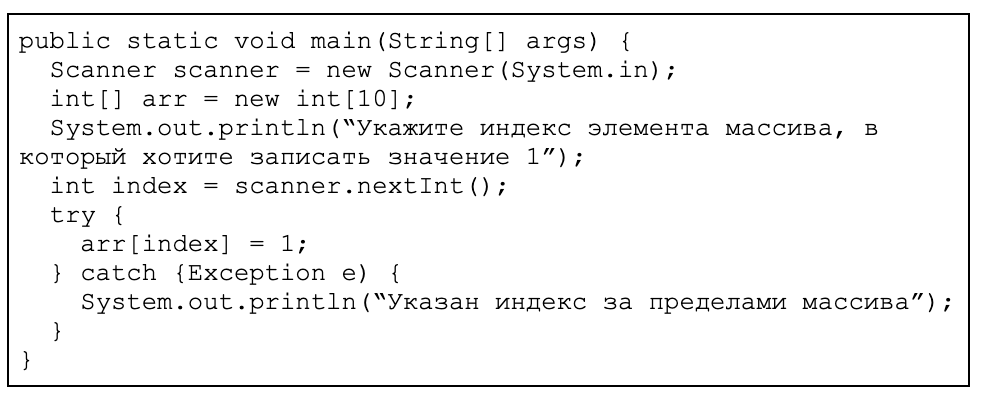 public static void main(String[] args) {
  Scanner scanner = new Scanner(System.in);
  int[] arr = new int[10];
  System.out.println(“Укажите индекс элемента массива, в
который хотите записать значение 1”);
  int index = scanner.nextInt();
  try {
    arr[index] = 1;
  } catch {Exception e) {
    System.out.println(“Указан индекс за пределами массива”);
  }
}